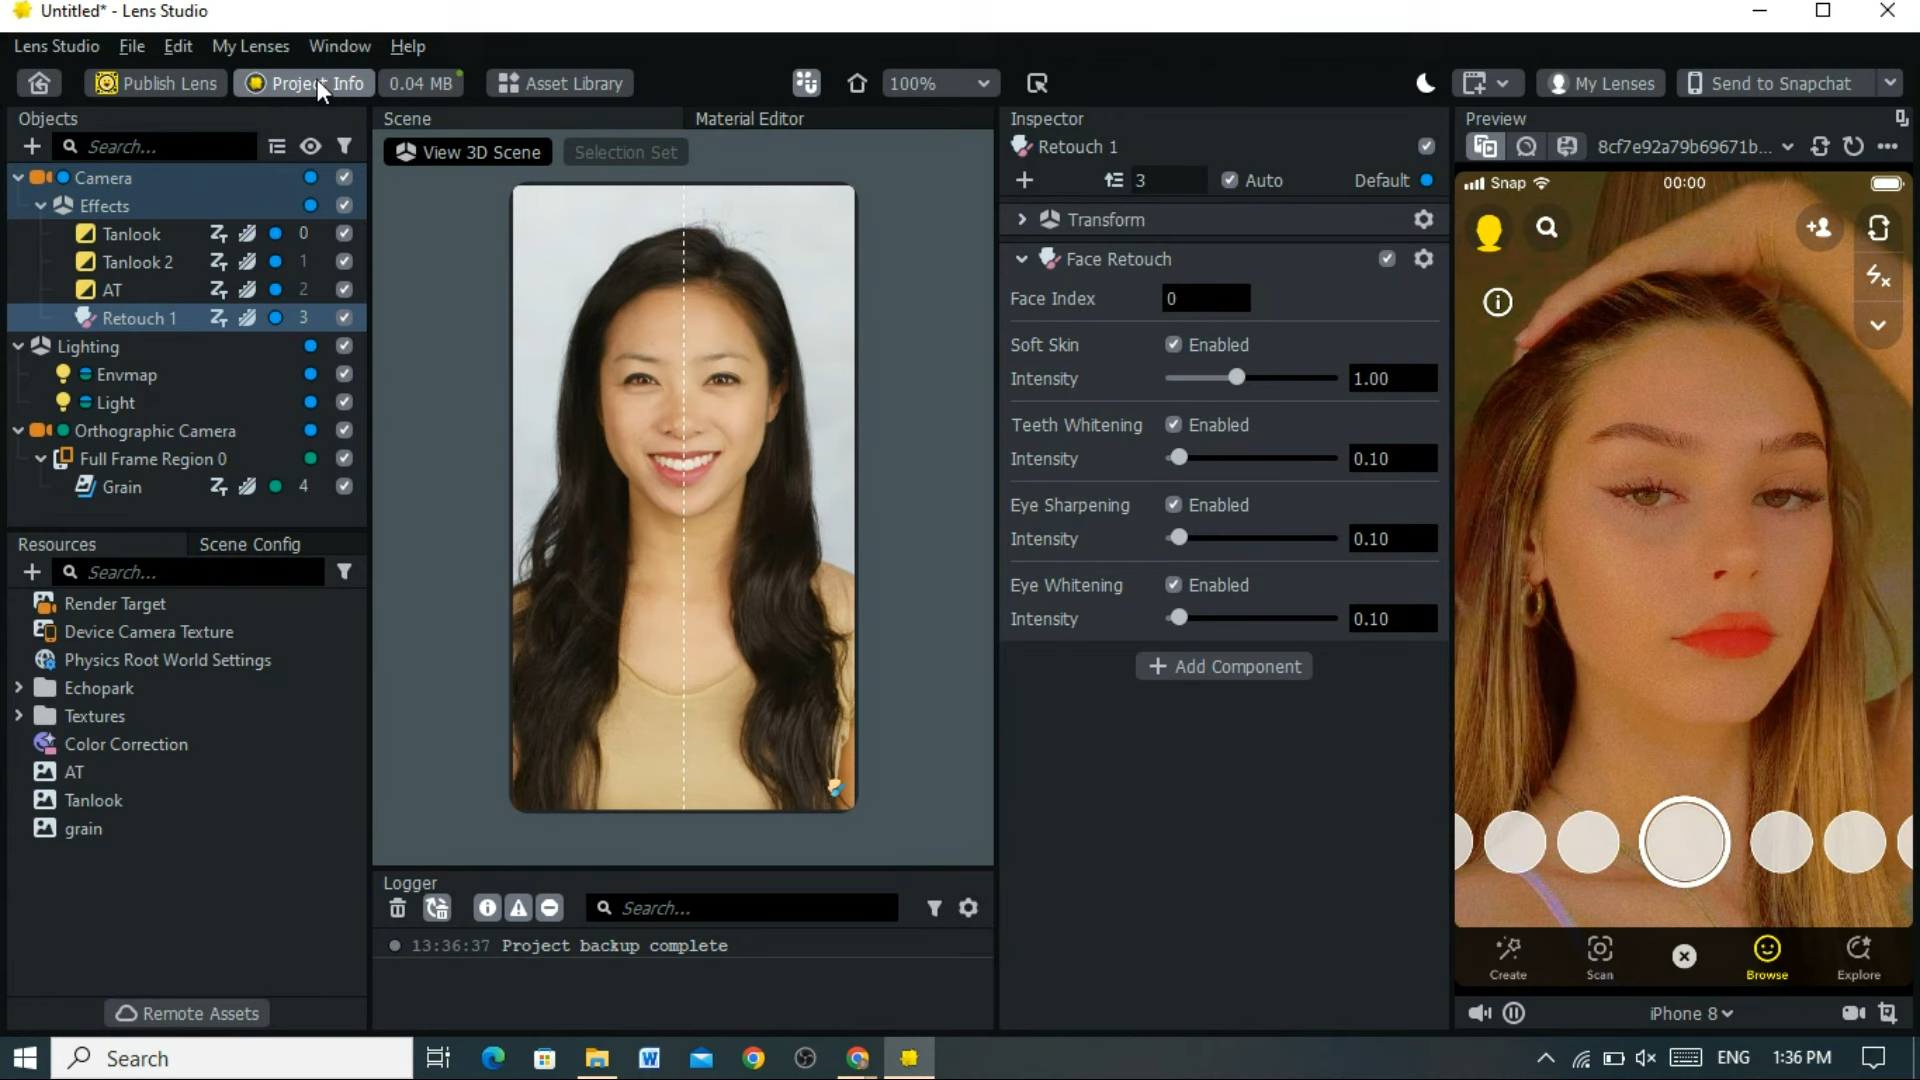 Untitled* - Lens Studio
Lens Studio File Edit My Lenses Window Help
Publish Lens Project Info 0.04 MB Asset Library 100% My Lenses Send to Snapchat
Objects
Search...
Camera
Effects
Tanlook 0
Tanlook 2 1
AT 2
Retouch 1 3
Lighting
Envmap
Light
Orthographic Camera
Full Frame Region 0
Grain 4
Resources Scene Config
Search...
Render Target
Device Camera Texture
Physics Root World Settings
Echopark
Textures
Color Correction
AT
Tanlook
grain
Remote Assets
Scene Material Editor
View 3D Scene Selection Set
Logger
Search...
13:36:37 Project backup complete
Inspector
Retouch 1
3 Auto Default
Transform
Face Retouch
Face Index 0
Soft Skin Enabled
Intensity 1.00
Teeth Whitening Enabled
Intensity 0.10
Eye Sharpening Enabled
Intensity 0.10
Eye Whitening Enabled
Intensity 0.10
+ Add Component
Preview
8cf7e92a79b69671b...
Snap 00:00
Create Scan Browse Explore
iPhone 8
Search
ENG 1:36 PM